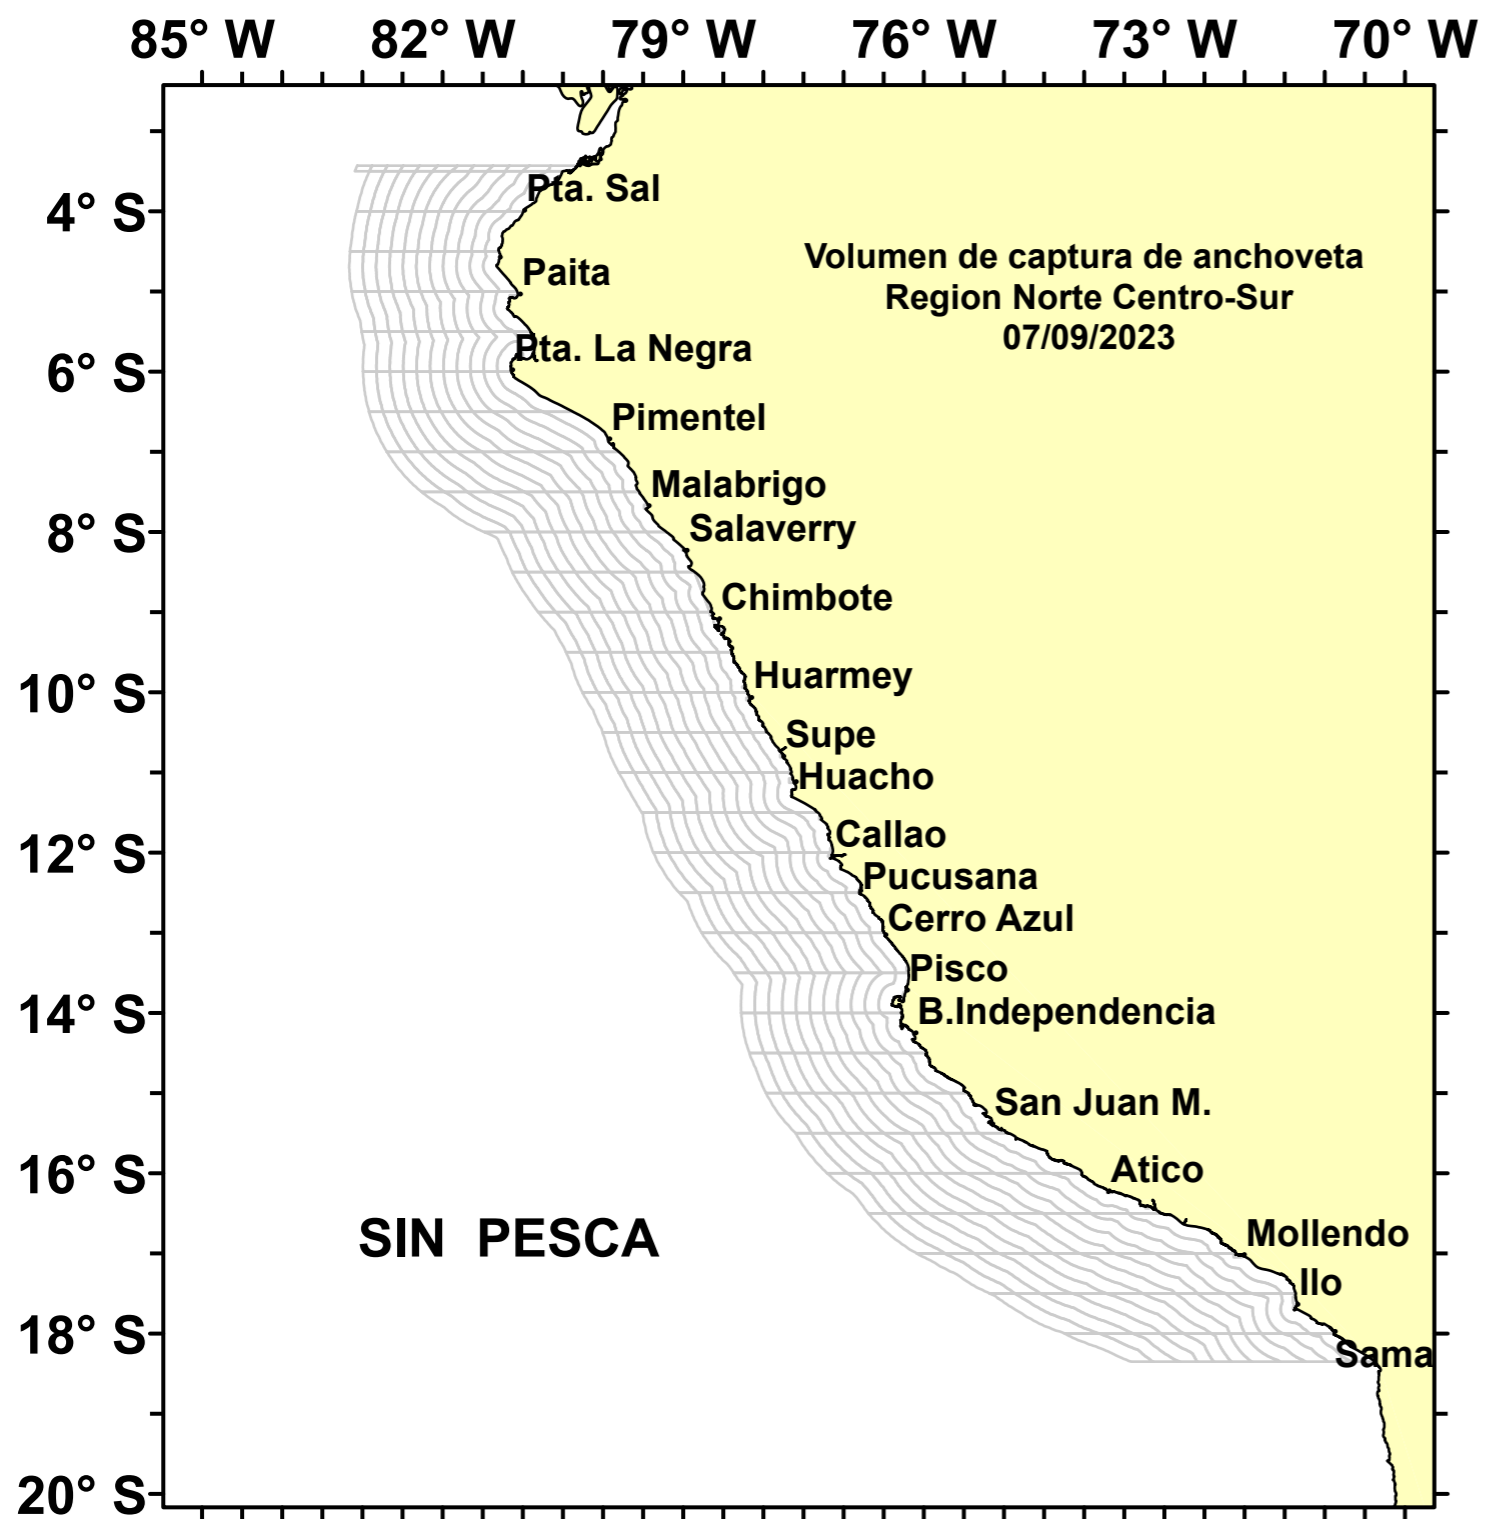 85° W 82° W 79° W 76° W 73° W 70° W
4° S
6° S
8° S
10° S
12° S
14° S
16° S
18° S
20° S
Volumen de captura de anchoveta
Region Norte Centro-Sur
07/09/2023
Pta. Sal
Paita
Pta. La Negra
Pimentel
Malabrigo
Salaverry
Chimbote
Huarmey
Supe
Huacho
Callao
Pucusana
Cerro Azul
Pisco
B.Independencia
San Juan M.
Atico
Mollendo
Ilo
Sama
SIN PESCA